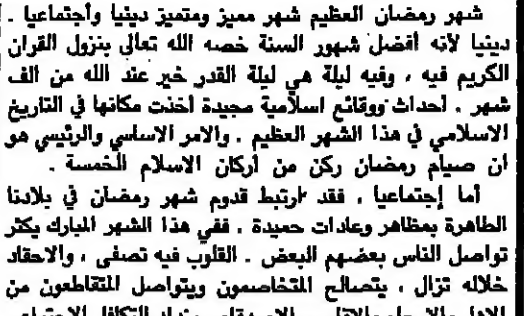 شهر رمضان العظيم شهر مميز ومتميز دينيا وأجتماعيا .
دينيا لأنه أفضل شهور السنة خصه الله تعالى بنزول القران
الكريم فيه ، وفيه ليلة هي ليلة القدر خير عند الله من الف
شهر . أحداث ووقائع اسلامية مجيدة أخذت مكانها في التاريخ
الاسلامي في هذا الشهر العظيم . والامر الاساسي والرئيسي هو
ان صيام رمضان ركن من أركان الاسلام الخمسة .
أما إجتماعيا ، فقد ارتبط قدوم شهر رمضان في بلادنا
الطاهرة بمظاهر وعادات حميدة . ففي هذا الشهر المبارك يكثر
تواصل الناس بعضهم البعض . القلوب فيه تصفى ، والاحقاد
خلاله تزال ، يتصالح المتخاصمون ويتواصل المتقاطعون من